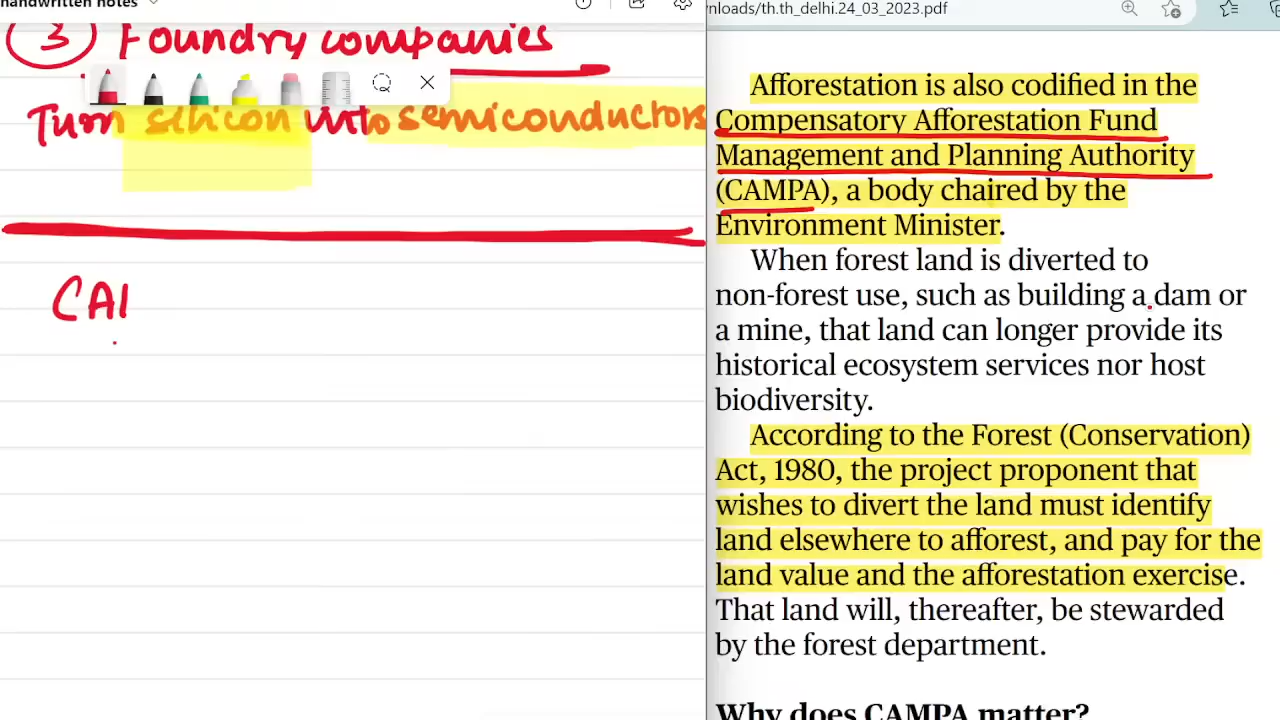 handwritten notes
③ Foundry companies
Turn silicon into semiconductors
CAI
nloads/th.th_delhi.24_03_2023.pdf
Afforestation is also codified in the
Compensatory Afforestation Fund
Management and Planning Authority
(CAMPA), a body chaired by the
Environment Minister.
When forest land is diverted to
non-forest use, such as building a dam or
a mine, that land can longer provide its
historical ecosystem services nor host
biodiversity.
According to the Forest (Conservation)
Act, 1980, the project proponent that
wishes to divert the land must identify
land elsewhere to afforest, and pay for the
land value and the afforestation exercise.
That land will, thereafter, be stewarded
by the forest department.
Why does CAMPA matter?